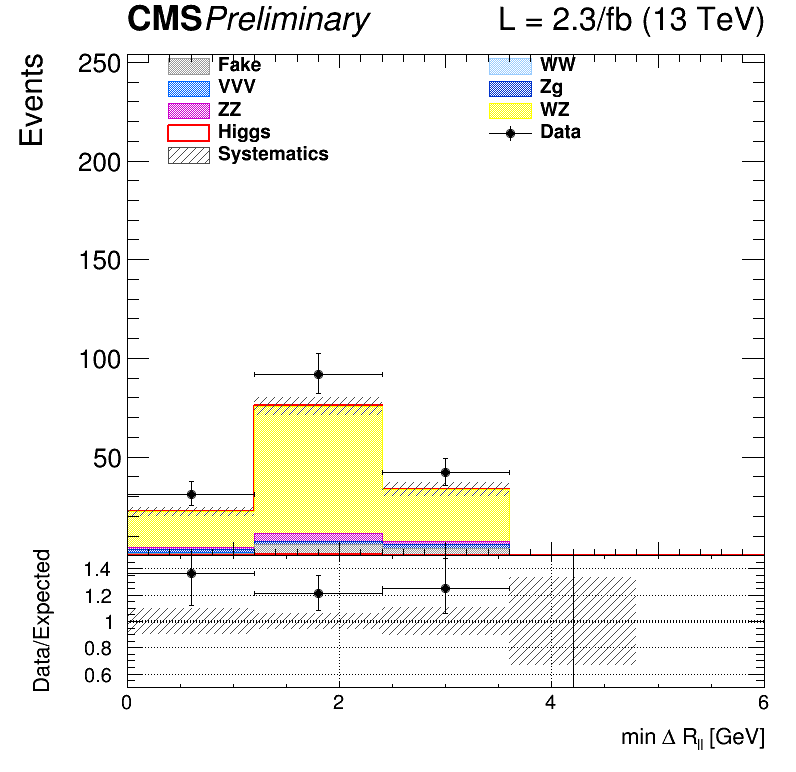 CMS Preliminary L = 2.3/fb (13 TeV)
Events
250
200
150
100
50
Fake
VVV
ZZ
Higgs
Systematics
WW
Zg
WZ
Data
Data/Expected
1.4
1.2
1
0.8
0.6
0 2 4 6
min Δ R_ll [GeV]